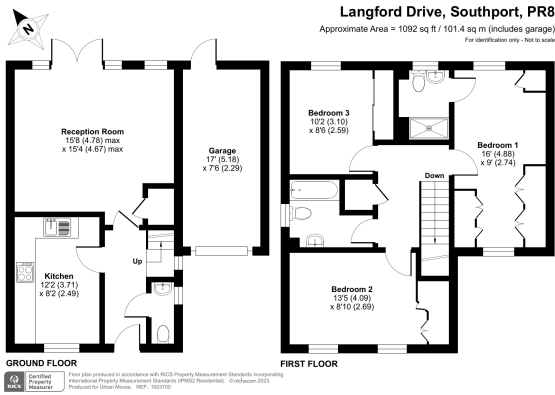 Langford Drive, Southport, PR8
Approximate Area = 1092 sq ft / 101.4 sq m (includes garage)
For identification only - Not to scale
N
Reception Room
15'8 (4.78) max
x 15'4 (4.67) max
Garage
17' (5.18)
x 7'6 (2.29)
Kitchen
12'2 (3.71)
x 8'2 (2.49)
Up
GROUND FLOOR
Bedroom 3
10'2 (3.10)
x 8'6 (2.59)
Bedroom 1
16' (4.88)
x 9' (2.74)
Down
Bedroom 2
13'5 (4.09)
x 8'10 (2.69)
FIRST FLOOR
RICS
Certified
Property
Measurer
Floor plan produced in accordance with RICS Property Measurement Standards incorporating
International Property Measurement Standards (IPMS2 Residential). ©nichecom 2023.
Produced for Urban Moves. REF: 1003700